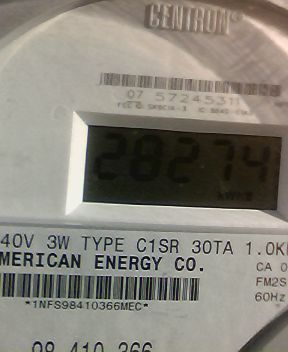 CENTRON®
07 57245311
28274
40V 3W TYPE C1SR 30TA 1.0K
MERICAN ENERGY CO.
CA 0
FM2S
*1NFS98410366MEC*
60Hz
98 410 366